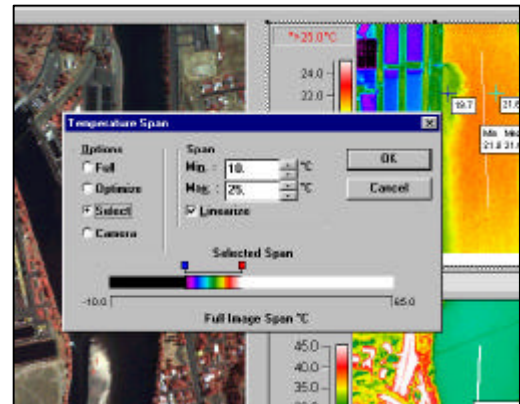 *>25.0°C
24.0
22.0
19.7
21.6
Temperature Span
Options
Full
Optimize
Select
Camera
Span
Min. : 18. °C
Max. : 25. °C
Linearize
OK
Cancel
Selected Span
-10.0
65.0
Full Image Span °C
45.0
40.0
35.0